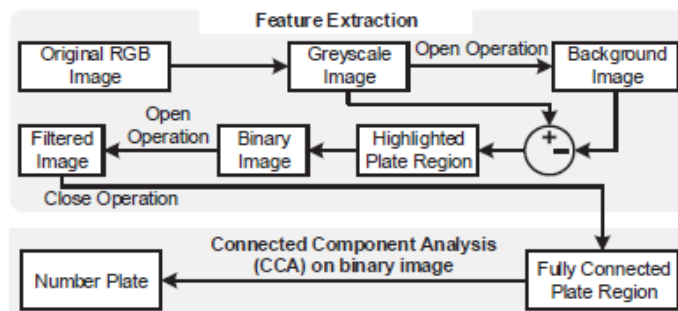 Feature Extraction
Original RGB
Image
Greyscale
Image
Open Operation
Background
Image
Filtered
Image
Open
Operation
Binary
Image
Highlighted
Plate Region
+
-
Close Operation
Connected Component Analysis
(CCA) on binary image
Number Plate
Fully Connected
Plate Region